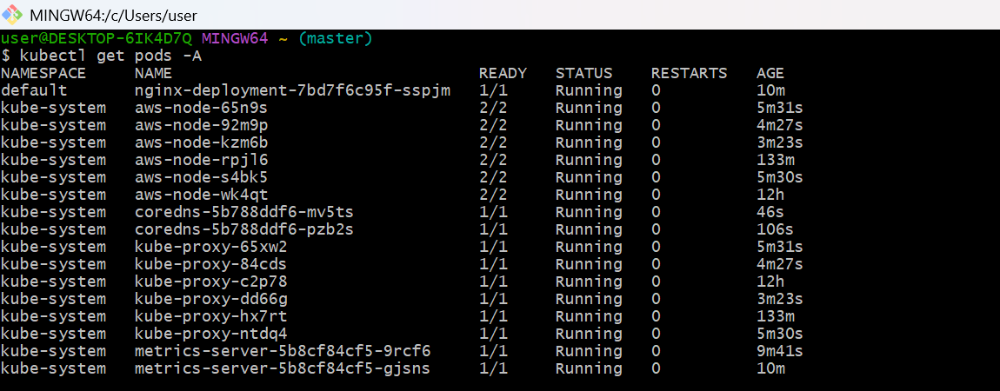 MINGW64:/c/Users/user
user@DESKTOP-6IK4D7Q MINGW64 ~ (master)
$ kubectl get pods -A
NAMESPACE     NAME                                READY   STATUS    RESTARTS   AGE
default       nginx-deployment-7bd7f6c95f-sspjm   1/1     Running   0          10m
kube-system   aws-node-65n9s                      2/2     Running   0          5m31s
kube-system   aws-node-92m9p                      2/2     Running   0          4m27s
kube-system   aws-node-kzm6b                      2/2     Running   0          3m23s
kube-system   aws-node-rpjl6                      2/2     Running   0          133m
kube-system   aws-node-s4bk5                      2/2     Running   0          5m30s
kube-system   aws-node-wk4qt                      2/2     Running   0          12h
kube-system   coredns-5b788ddf6-mv5ts             1/1     Running   0          46s
kube-system   coredns-5b788ddf6-pzb2s             1/1     Running   0          106s
kube-system   kube-proxy-65xw2                    1/1     Running   0          5m31s
kube-system   kube-proxy-84cds                    1/1     Running   0          4m27s
kube-system   kube-proxy-c2p78                    1/1     Running   0          12h
kube-system   kube-proxy-dd66g                    1/1     Running   0          3m23s
kube-system   kube-proxy-hx7rt                    1/1     Running   0          133m
kube-system   kube-proxy-ntdq4                    1/1     Running   0          5m30s
kube-system   metrics-server-5b8cf84cf5-9rcf6     1/1     Running   0          9m41s
kube-system   metrics-server-5b8cf84cf5-gjsns     1/1     Running   0          10m